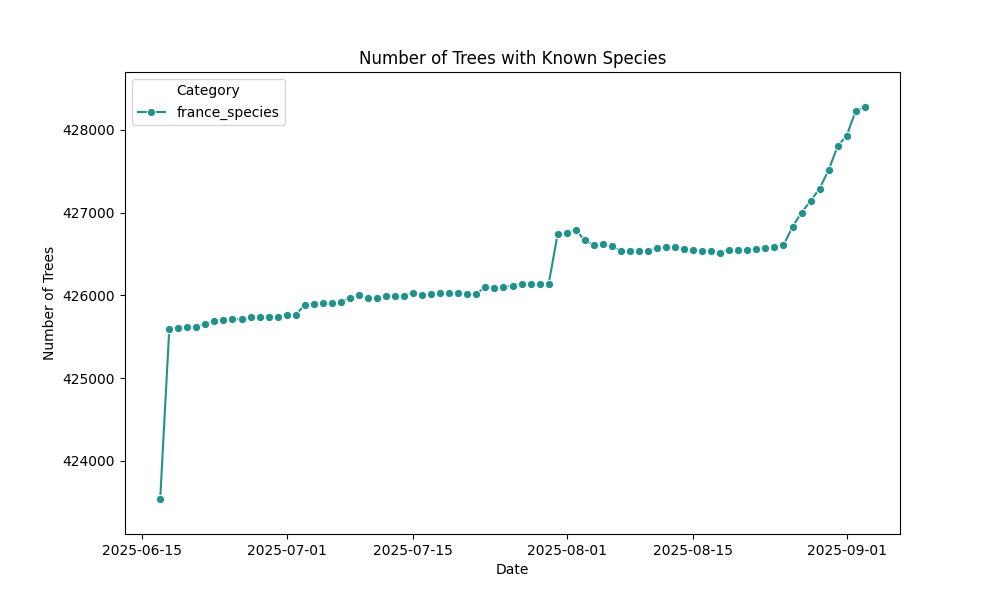 Number of Trees with Known Species
Category
france_species
428000
427000
426000
425000
424000
Number of Trees
2025-06-15 2025-07-01 2025-07-15 2025-08-01 2025-08-15 2025-09-01
Date